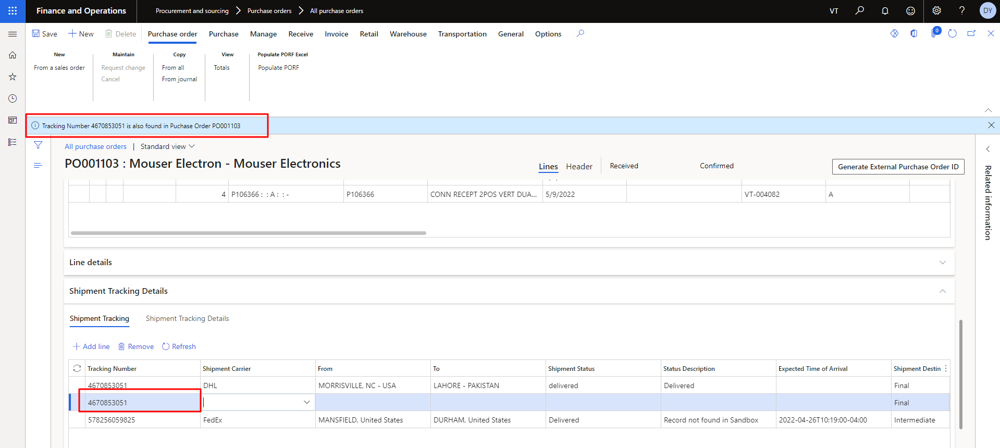 Finance and Operations
Procurement and sourcing > Purchase orders > All purchase orders
VT
DY
Save New Delete Purchase order Purchase Manage Receive Invoice Retail Warehouse Transportation General Options
0
New Maintain Copy View Populate PORF Excel
From a sales order Request change From all Totals Populate PORF
Cancel From journal
Tracking Number 4670853051 is also found in Puchase Order PO001103
All purchase orders | Standard view
PO001103 : Mouser Electron - Mouser Electronics
Lines Header Received Confirmed
Generate External Purchase Order ID
Related information
4 P106366 : : A : : - P106366 CONN RECEPT 2POS VERT DUA... 5/9/2022 VT-004082 A
Line details
Shipment Tracking Details
Shipment Tracking Shipment Tracking Details
Add line Remove Refresh
Tracking Number Shipment Carrier From To Shipment Status Status Description Expected Time of Arrival Shipment Destin
4670853051 DHL MORRISVILLE, NC - USA LAHORE - PAKISTAN delivered Delivered Final
4670853051 Final
578256059825 FedEx MANSFIELD, United States DURHAM, United States Delivered Record not found in Sandbox 2022-04-26T10:19:00-04:00 Intermediate